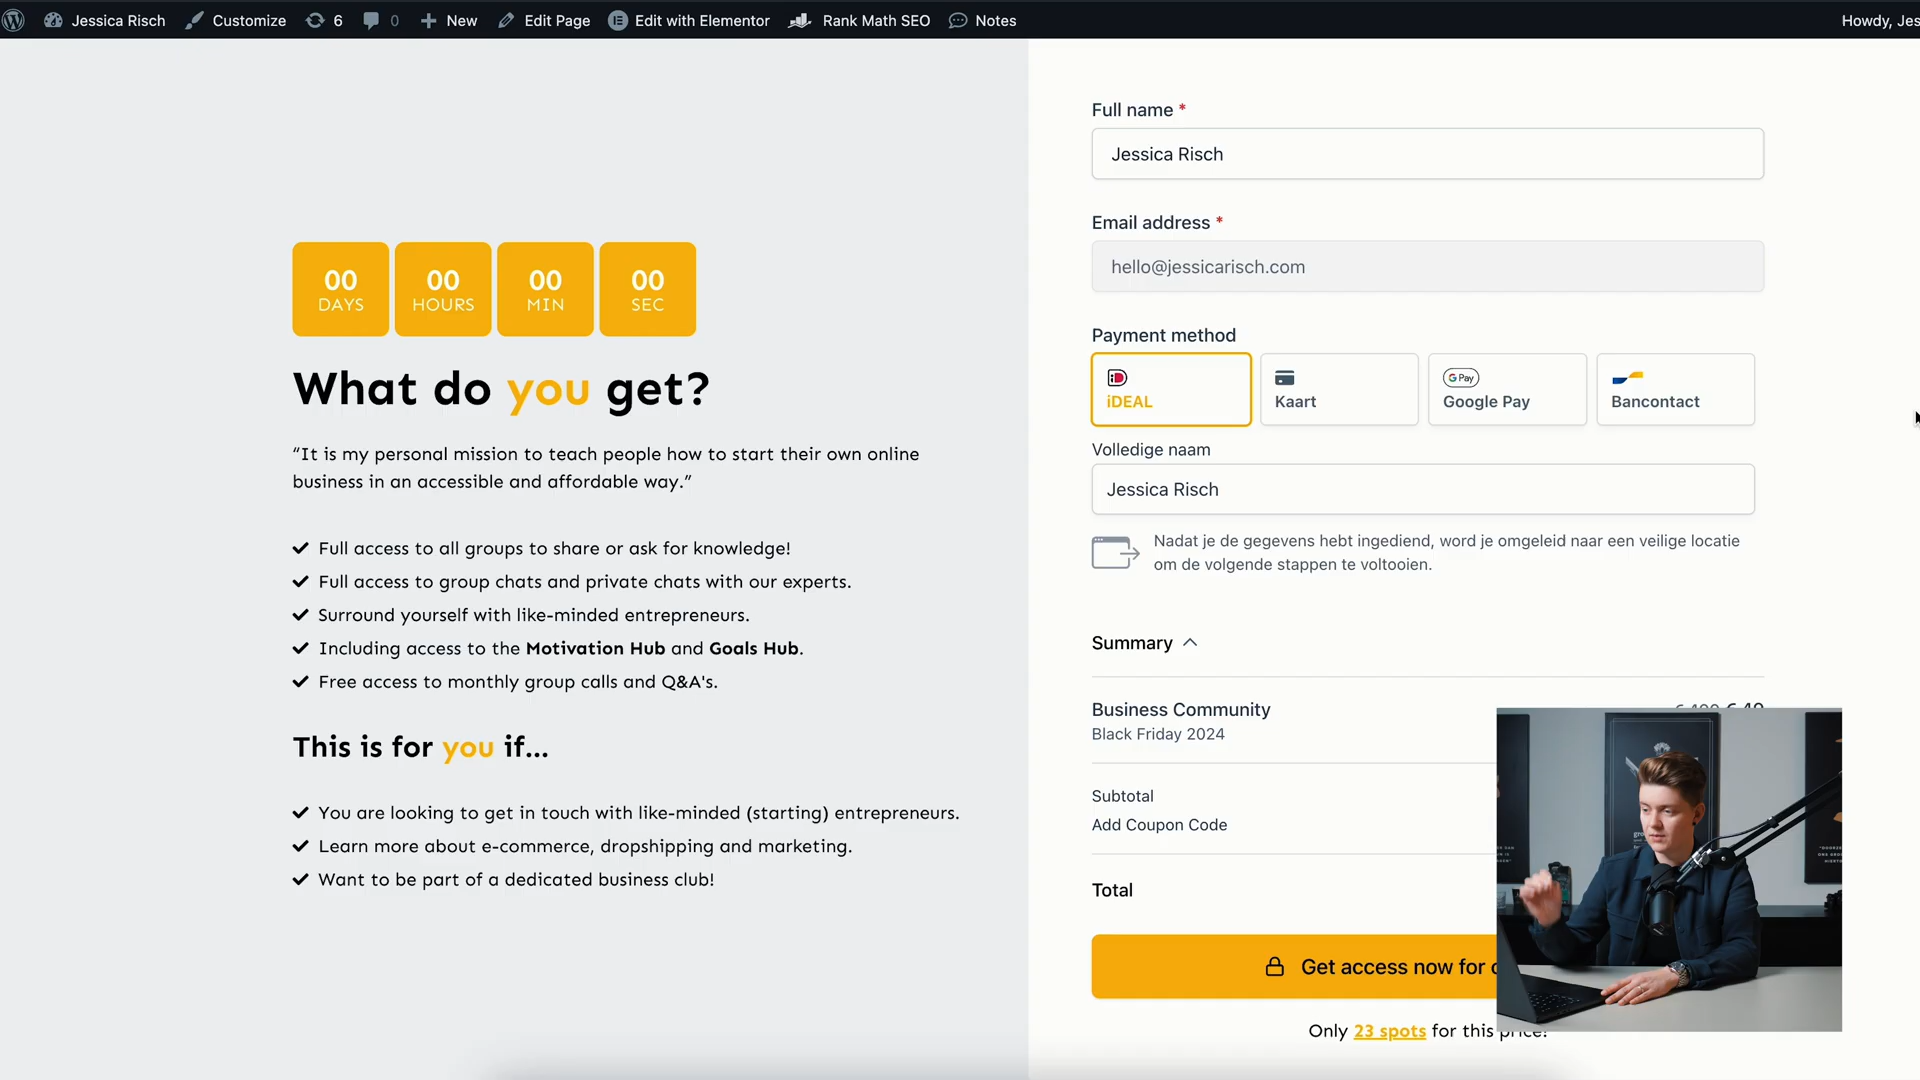 Jessica Risch Customize 6 0 New Edit Page Edit with Elementor Rank Math SEO Notes Howdy, Jes
00 DAYS
00 HOURS
00 MIN
00 SEC
What do you get?
“It is my personal mission to teach people how to start their own online
business in an accessible and affordable way.”
Full access to all groups to share or ask for knowledge!
Full access to group chats and private chats with our experts.
Surround yourself with like-minded entrepreneurs.
Including access to the Motivation Hub and Goals Hub.
Free access to monthly group calls and Q&A's.
This is for you if...
You are looking to get in touch with like-minded (starting) entrepreneurs.
Learn more about e-commerce, dropshipping and marketing.
Want to be part of a dedicated business club!
Full name *
Jessica Risch
Email address *
hello@jessicarisch.com
Payment method
iDEAL
Kaart
G Pay
Google Pay
Bancontact
Volledige naam
Jessica Risch
Nadat je de gegevens hebt ingediend, word je omgeleid naar een veilige locatie
om de volgende stappen te voltooien.
Summary
Business Community
Black Friday 2024
Subtotal
Add Coupon Code
Total
Get access now for
Only 23 spots for this price!